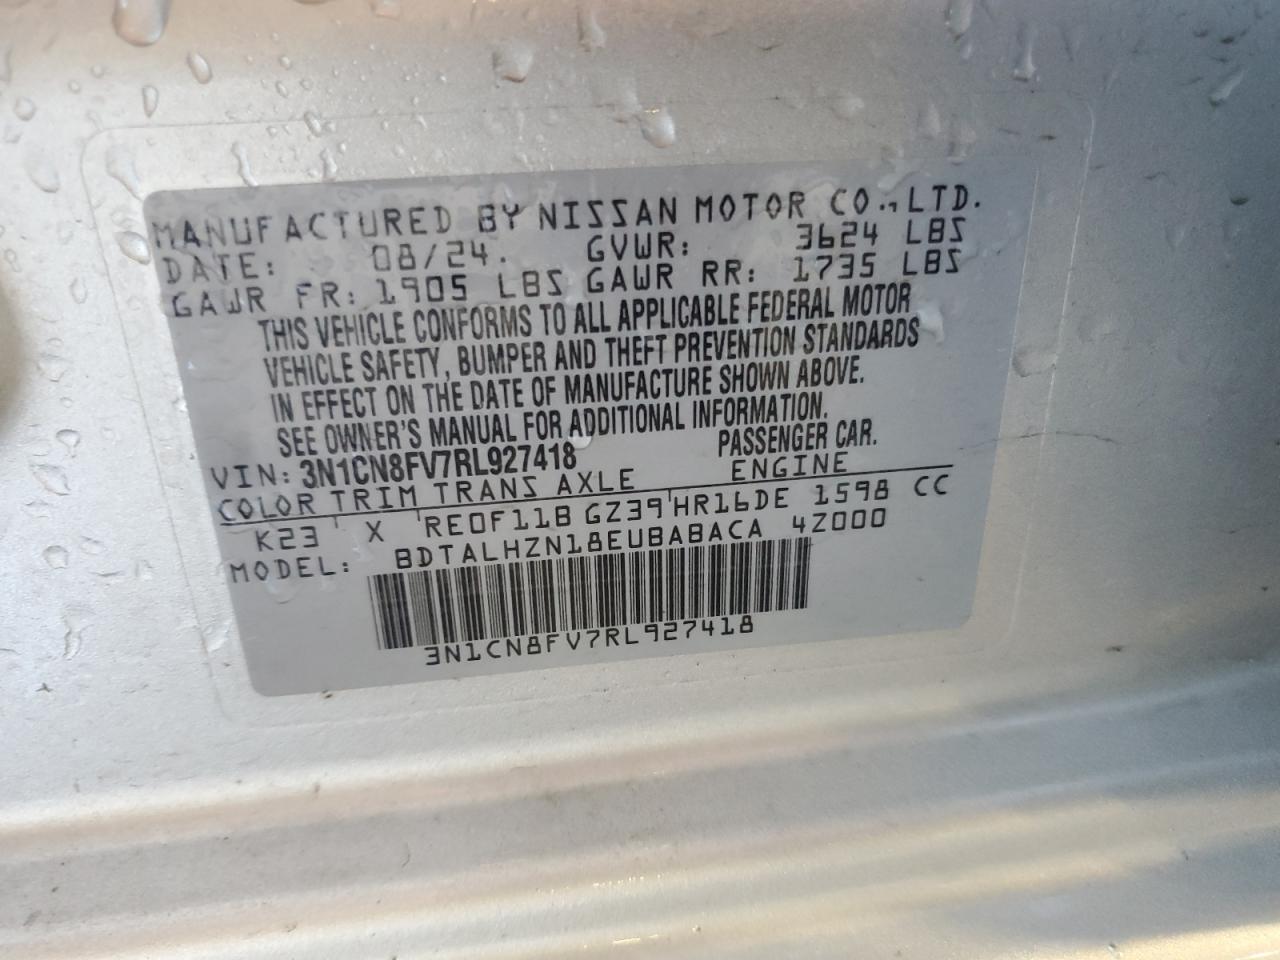 MANUFACTURED BY NISSAN MOTOR CO., LTD.
DATE: 08/24. GVWR: 3624 LBS
GAWR FR: 1905 LBS GAWR RR: 1735 LBS
THIS VEHICLE CONFORMS TO ALL APPLICABLE FEDERAL MOTOR
VEHICLE SAFETY, BUMPER AND THEFT PREVENTION STANDARDS
IN EFFECT ON THE DATE OF MANUFACTURE SHOWN ABOVE.
SEE OWNER'S MANUAL FOR ADDITIONAL INFORMATION.
VIN: 3N1CN8FV7RL927418 PASSENGER CAR.
COLOR TRIM TRANS AXLE ENGINE
K23 X RE0F11B GZ39 HR16DE 1598 CC
MODEL: BDTALHZN18EUBABACA 4Z000
3N1CN8FV7RL927418